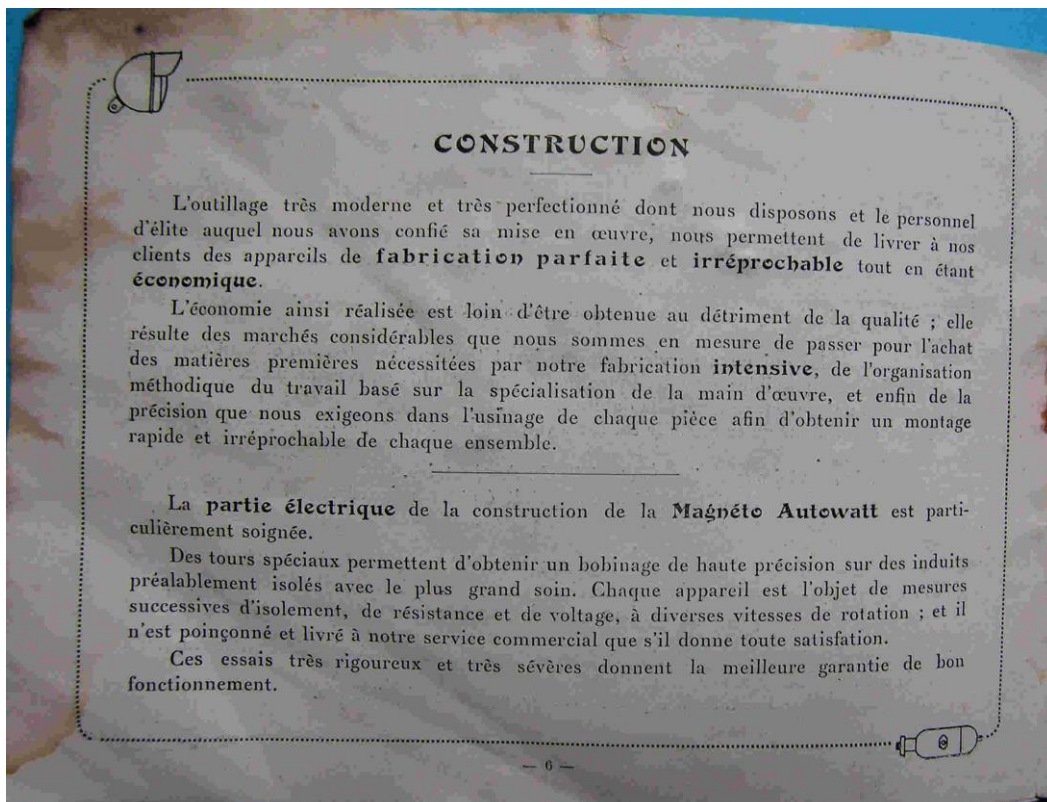 CONSTRUCTION
L'outillage très moderne et très perfectionné dont nous disposons et le personnel
d'élite auquel nous avons confié sa mise en œuvre, nous permettent de livrer à nos
clients des appareils de fabrication parfaite et irréprochable tout en étant
économique.
L'économie ainsi réalisée est loin d'être obtenue au détriment de la qualité ; elle
résulte des marchés considérables que nous sommes en mesure de passer pour l'achat
des matières premières nécessitées par notre fabrication intensive, de l'organisation
méthodique du travail basé sur la spécialisation de la main d'œuvre, et enfin de la
précision que nous exigeons dans l'usinage de chaque pièce afin d'obtenir un montage
rapide et irréprochable de chaque ensemble.
La partie électrique de la construction de la Magnéto Autowatt est parti-
culièrement soignée.
Des tours spéciaux permettent d'obtenir un bobinage de haute précision sur des induits
préalablement isolés avec le plus grand soin. Chaque appareil est l'objet de mesures
successives d'isolement, de résistance et de voltage, à diverses vitesses de rotation ; et il
n'est poinçonné et livré à notre service commercial que s'il donne toute satisfation.
Ces essais très rigoureux et très sévères donnent la meilleure garantie de bon
fonctionnement.
— 6 —